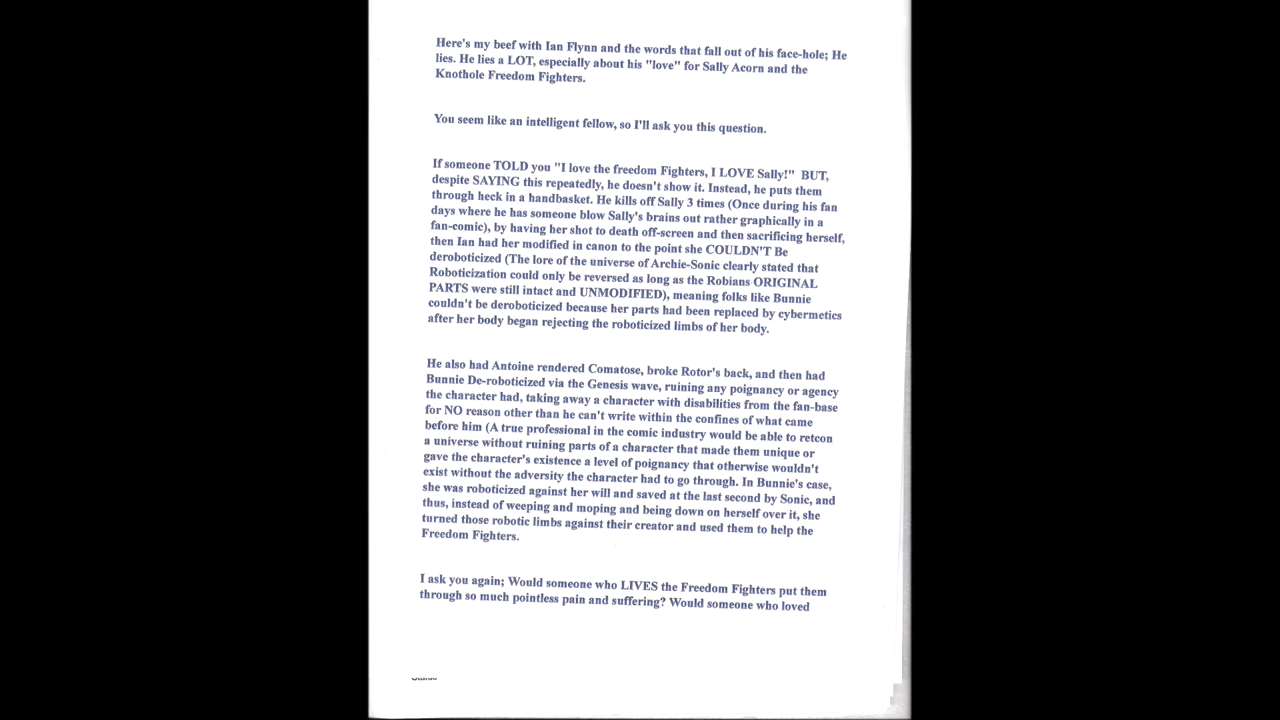 Here's my beef with Ian Flynn and the words that fall out of his face-hole; He
lies. He lies a LOT, especially about his "love" for Sally Acorn and the
Knothole Freedom Fighters.
You seem like an intelligent fellow, so I'll ask you this question.
If someone TOLD you "I love the freedom Fighters, I LOVE Sally!" BUT,
despite SAYING this repeatedly, he doesn't show it. Instead, he puts them
through heck in a handbasket. He kills off Sally 3 times (Once during his fan
days where he has someone blow Sally's brains out rather graphically in a
fan-comic), by having her shot to death off-screen and then sacrificing herself,
then Ian had her modified in canon to the point she COULDN'T Be
deroboticized (The lore of the universe of Archie-Sonic clearly stated that
Roboticization could only be reversed as long as the Robians ORIGINAL
PARTS were still intact and UNMODIFIED), meaning folks like Bunnie
couldn't be deroboticized because her parts had been replaced by cybermetics
after her body began rejecting the roboticized limbs of her body.
He also had Antoine rendered Comatose, broke Rotor's back, and then had
Bunnie De-roboticized via the Genesis wave, ruining any poignancy or agency
the character had, taking away a character with disabilities from the fan-base
for NO reason other than he can't write within the confines of what came
before him (A true professional in the comic industry would be able to retcon
a universe without ruining parts of a character that made them unique or
gave the character's existence a level of poignancy that otherwise wouldn't
exist without the adversity the character had to go through. In Bunnie's case,
she was roboticized against her will and saved at the last second by Sonic, and
thus, instead of weeping and moping and being down on herself over it, she
turned those robotic limbs against their creator and used them to help the
Freedom Fighters.
I ask you again; Would someone who LIVES the Freedom Fighters put them
through so much pointless pain and suffering? Would someone who loved